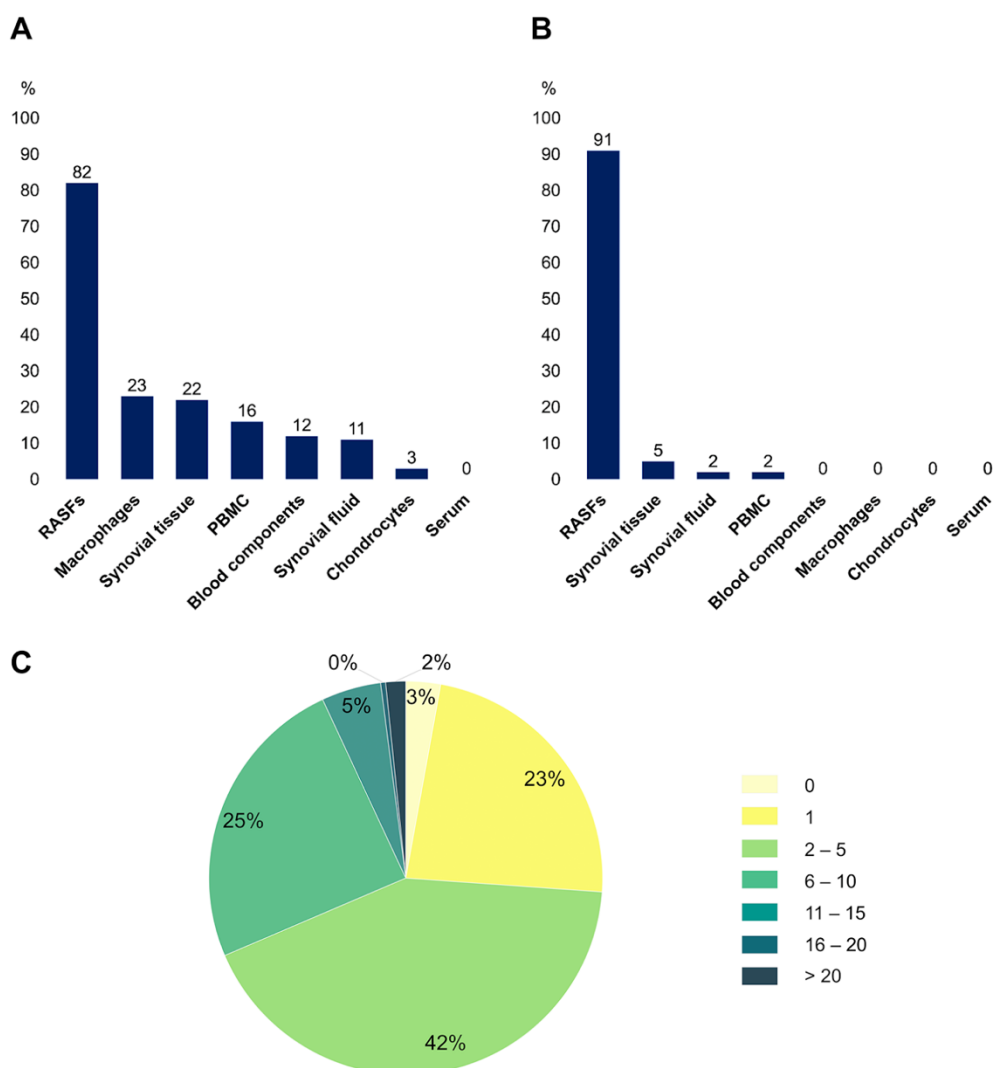 A
%
100
90
80
70
60
50
40
30
20
10
0
82
23
22
16
12
11
3
0
RASFs
Macrophages
Synovial tissue
PBMC
Blood components
Synovial fluid
Chondrocytes
Serum
B
%
100
90
80
70
60
50
40
30
20
10
0
91
5
2
2
0
0
0
0
RASFs
Synovial tissue
Synovial fluid
PBMC
Blood components
Macrophages
Chondrocytes
Serum
C
0%
2%
5%
3%
23%
25%
42%
0
1
2 – 5
6 – 10
11 – 15
16 – 20
> 20